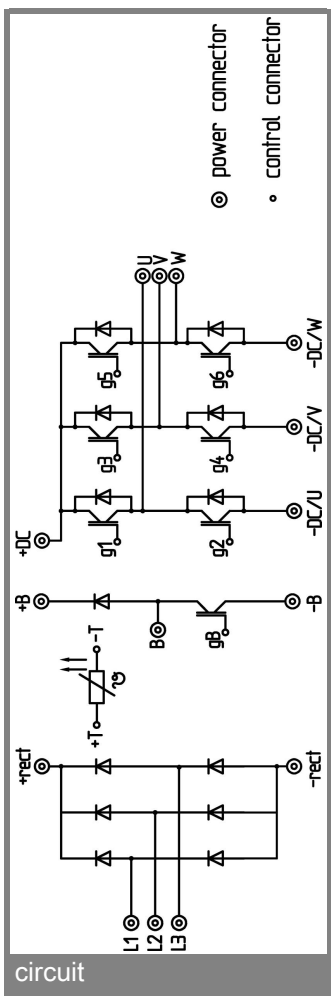 power connector
control connector
U
V
W
g5
g6
-DC/W
g3
g4
-DC/V
+DC
g1
g2
-DC/U
+B
B
gB
-B
-T
ϑ
+T
+rect
-rect
L1
L2
L3
circuit